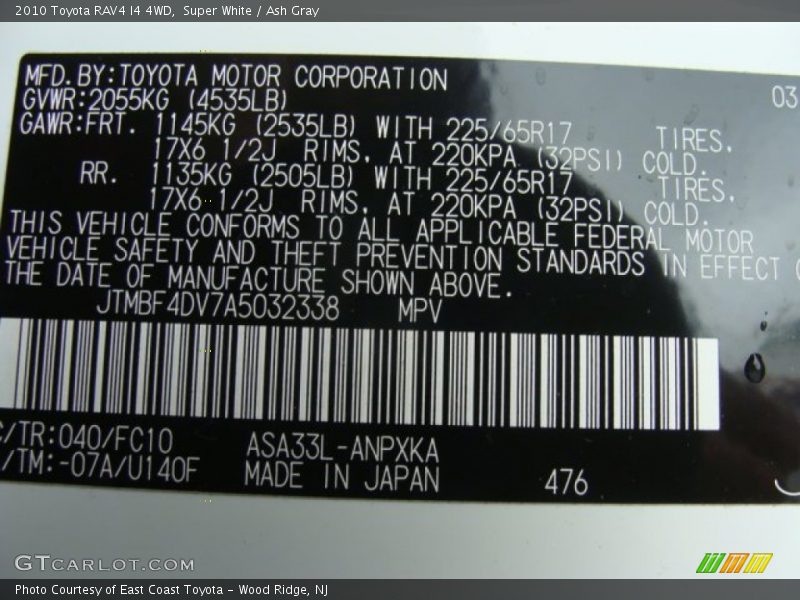 2010 Toyota RAV4 I4 4WD, Super White / Ash Gray
MFD. BY: TOYOTA MOTOR CORPORATION
03
GVWR: 2055KG (4535LB)
GAWR: FRT. 1145KG (2535LB) WITH 225/65R17 TIRES,
17X6 1/2J RIMS, AT 220KPA (32PSI) COLD.
RR. 1135KG (2505LB) WITH 225/65R17 TIRES,
17X6 1/2J RIMS, AT 220KPA (32PSI) COLD.
THIS VEHICLE CONFORMS TO ALL APPLICABLE FEDERAL MOTOR
VEHICLE SAFETY AND THEFT PREVENTION STANDARDS IN EFFECT
THE DATE OF MANUFACTURE SHOWN ABOVE.
JTMBF4DV7A5032338 MPV
/TR: 040/FC10 ASA33L-ANPXKA
/TM: -07A/U140F MADE IN JAPAN 476
GTCARLOT.COM
Photo Courtesy of East Coast Toyota - Wood Ridge, NJ